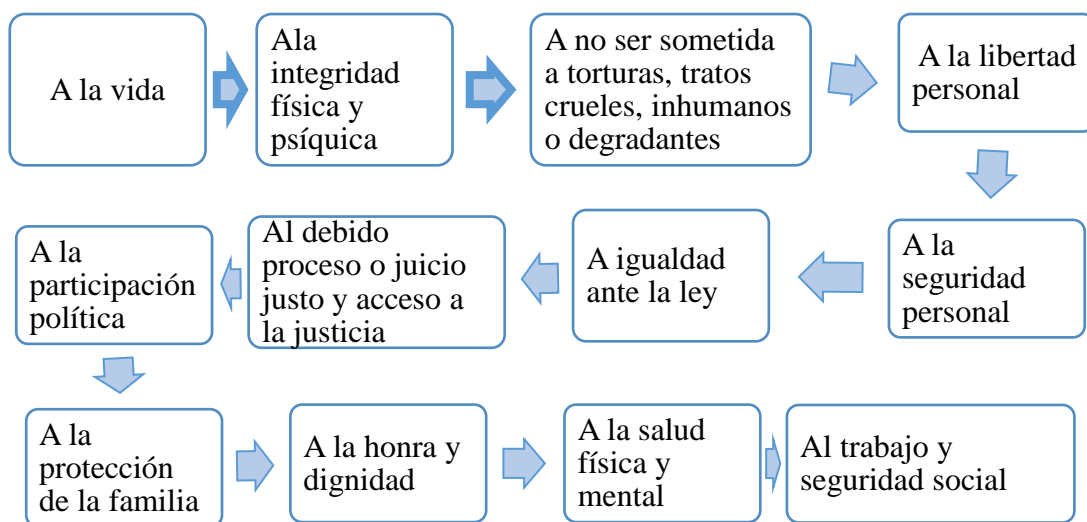 A la vida
Ala
integridad
física y
psíquica
A no ser sometida
a torturas, tratos
crueles, inhumanos
o degradantes
A la libertad
personal
A la
seguridad
personal
A igualdad
ante la ley
Al debido
proceso o juicio
justo y acceso a
la justicia
A la
participación
política
A la
protección
de la familia
A la honra y
dignidad
A la salud
física y
mental
Al trabajo y
seguridad social